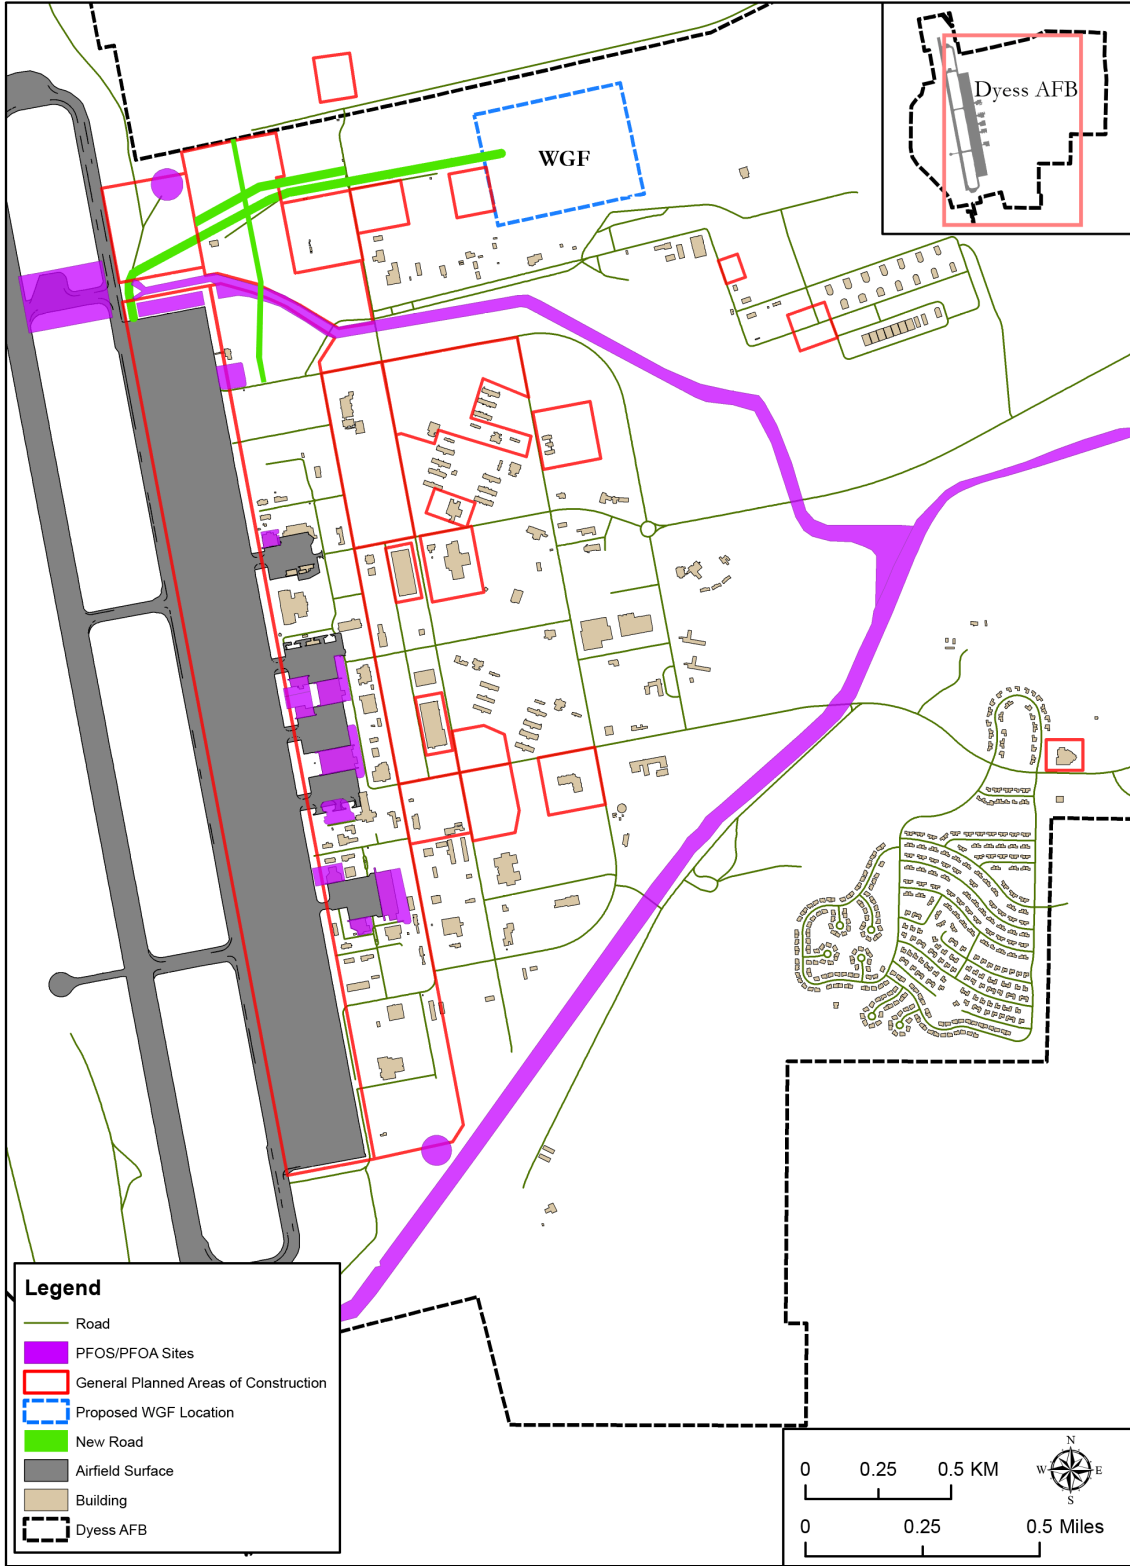 Dyess AFB
WGF
Legend
Road
PFOS/PFOA Sites
General Planned Areas of Construction
Proposed WGF Location
New Road
Airfield Surface
Building
Dyess AFB
N
W E
S
0 0.25 0.5 KM
0 0.25 0.5 Miles